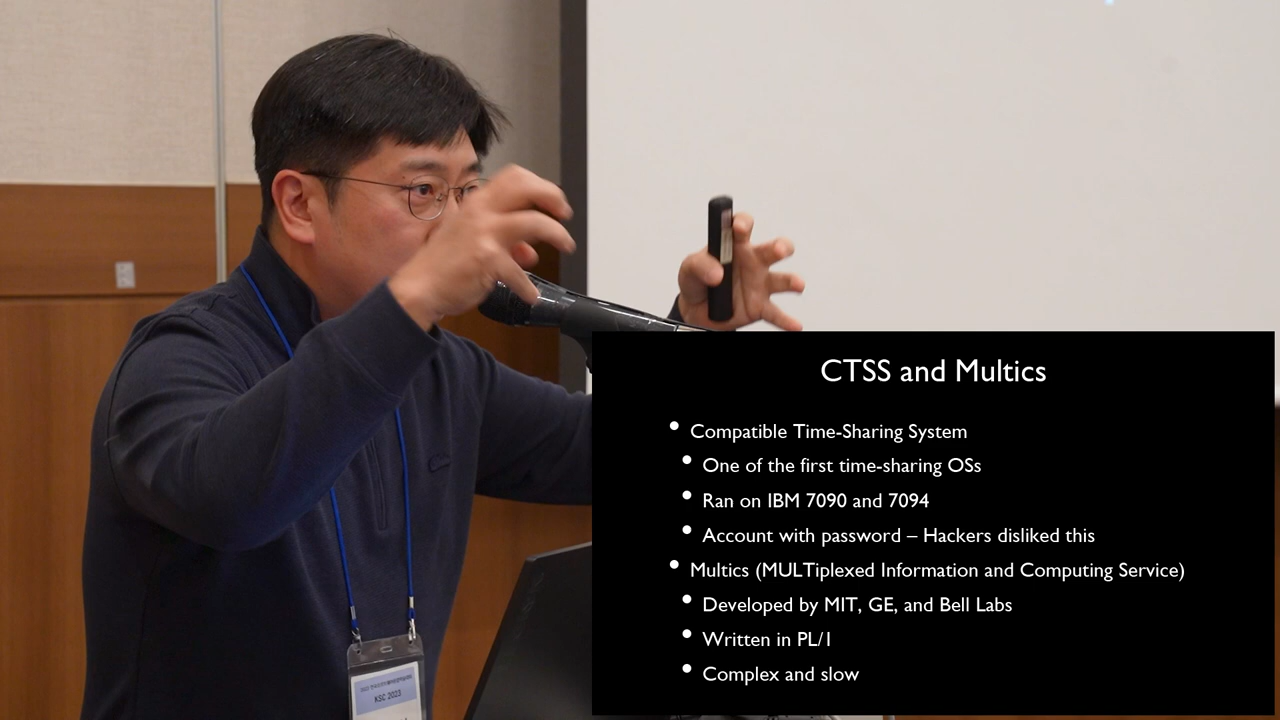 CTSS and Multics
• Compatible Time-Sharing System
• One of the first time-sharing OSs
• Ran on IBM 7090 and 7094
• Account with password – Hackers disliked this
• Multics (MULTiplexed Information and Computing Service)
• Developed by MIT, GE, and Bell Labs
• Written in PL/1
• Complex and slow
KSC 2023